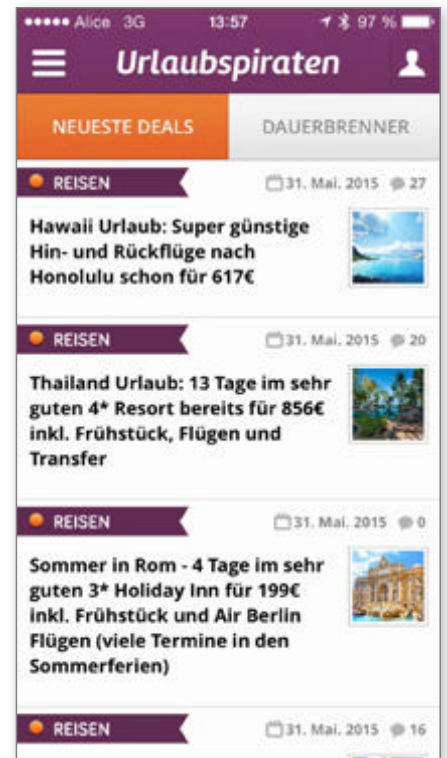 Alice 3G 13:57 97 %
Urlaubspiraten
NEUESTE DEALS DAUERBRENNER
REISEN 31. Mai. 2015 27
Hawaii Urlaub: Super günstige
Hin- und Rückflüge nach
Honolulu schon für 617€
REISEN 31. Mai. 2015 20
Thailand Urlaub: 13 Tage im sehr
guten 4* Resort bereits für 856€
inkl. Frühstück, Flügen und
Transfer
REISEN 31. Mai. 2015 0
Sommer in Rom - 4 Tage im sehr
guten 3* Holiday Inn für 199€
inkl. Frühstück und Air Berlin
Flügen (viele Termine in den
Sommerferien)
REISEN 31. Mai. 2015 16